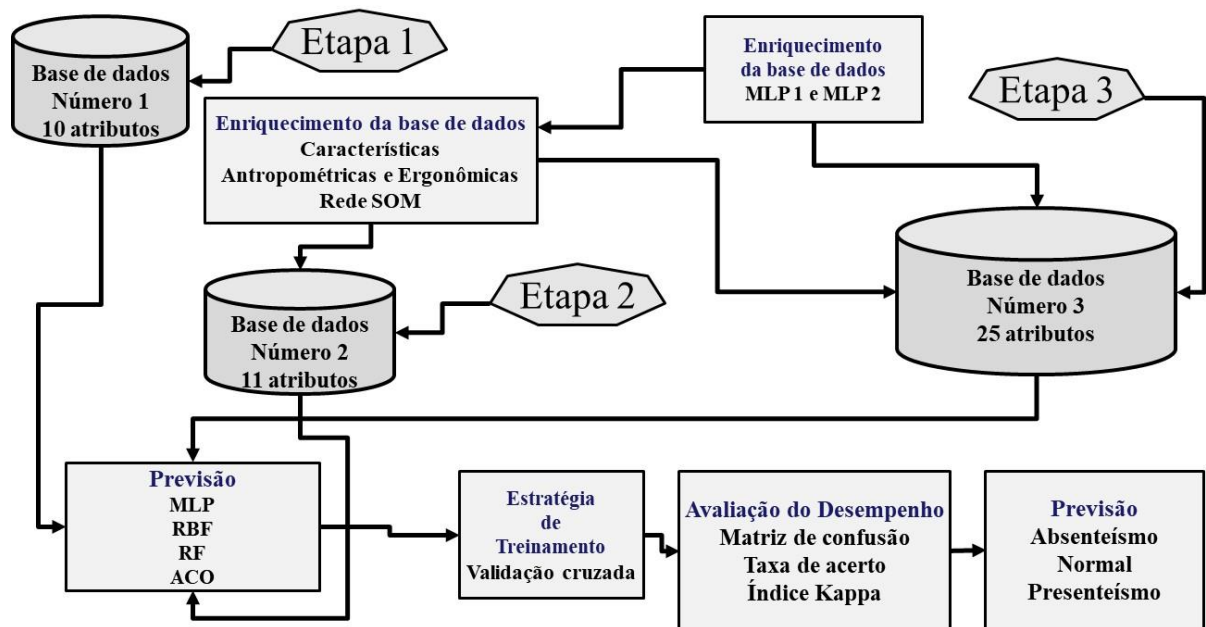 Etapa 1
Base de dados
Número 1
10 atributos
Enriquecimento
da base de dados
MLP 1 e MLP 2
Etapa 3
Enriquecimento da base de dados
Características
Antropométricas e Ergonômicas
Rede SOM
Base de dados
Número 2
11 atributos
Etapa 2
Base de dados
Número 3
25 atributos
Previsão
MLP
RBF
RF
ACO
Estratégia
de
Treinamento
Validação cruzada
Avaliação do Desempenho
Matriz de confusão
Taxa de acerto
Índice Kappa
Previsão
Absenteísmo
Normal
Presenteísmo